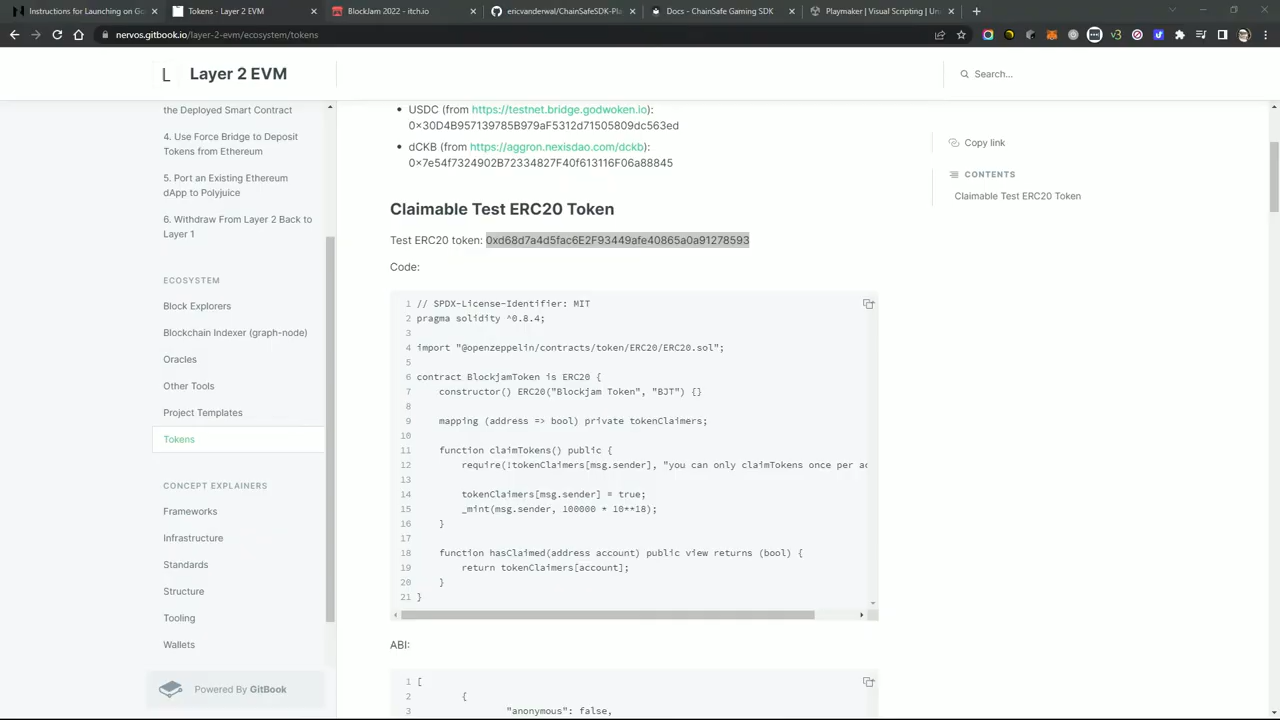 Instructions for Launching on Go
Tokens - Layer 2 EVM
BlockJam 2022 - itch.io
ericvanderwal/ChainSafeSDK-Pl
Docs - ChainSafe Gaming SDK
Playmaker | Visual Scripting | Un
nervos.gitbook.io/layer-2-evm/ecosystem/tokens
L
Layer 2 EVM
Search...
the Deployed Smart Contract
4. Use Force Bridge to Deposit
Tokens from Ethereum
5. Port an Existing Ethereum
dApp to Polyjuice
6. Withdraw From Layer 2 Back to
Layer 1
ECOSYSTEM
Block Explorers
Blockchain Indexer (graph-node)
Oracles
Other Tools
Project Templates
Tokens
CONCEPT EXPLAINERS
Frameworks
Infrastructure
Standards
Structure
Tooling
Wallets
Powered By GitBook
• USDC (from https://testnet.bridge.godwoken.io):
0×30D4B957139785B979aF5312d71505809dc563ed
• dCKB (from https://aggron.nexisdao.com/dckb):
0×7e54f7324902B72334827F40f613116F06a88845
Claimable Test ERC20 Token
Test ERC20 token: 0xd68d7a4d5fac6E2F93449afe40865a0a91278593
Code:
1 // SPDX-License-Identifier: MIT
2 pragma solidity ^0.8.4;
3
4 import "@openzeppelin/contracts/token/ERC20/ERC20.sol";
5
6 contract BlockjamToken is ERC20 {
7 constructor() ERC20("Blockjam Token", "BJT") {}
8
9 mapping (address => bool) private tokenClaimers;
10
11 function claimTokens() public {
12 require(!tokenClaimers[msg.sender], "you can only claimTokens once per ac
13
14 tokenClaimers[msg.sender] = true;
15 _mint(msg.sender, 100000 * 10**18);
16 }
17
18 function hasClaimed(address account) public view returns (bool) {
19 return tokenClaimers[account];
20 }
21 }
ABI:
1 [
2 {
3 "anonymous": false,
Copy link
CONTENTS
Claimable Test ERC20 Token